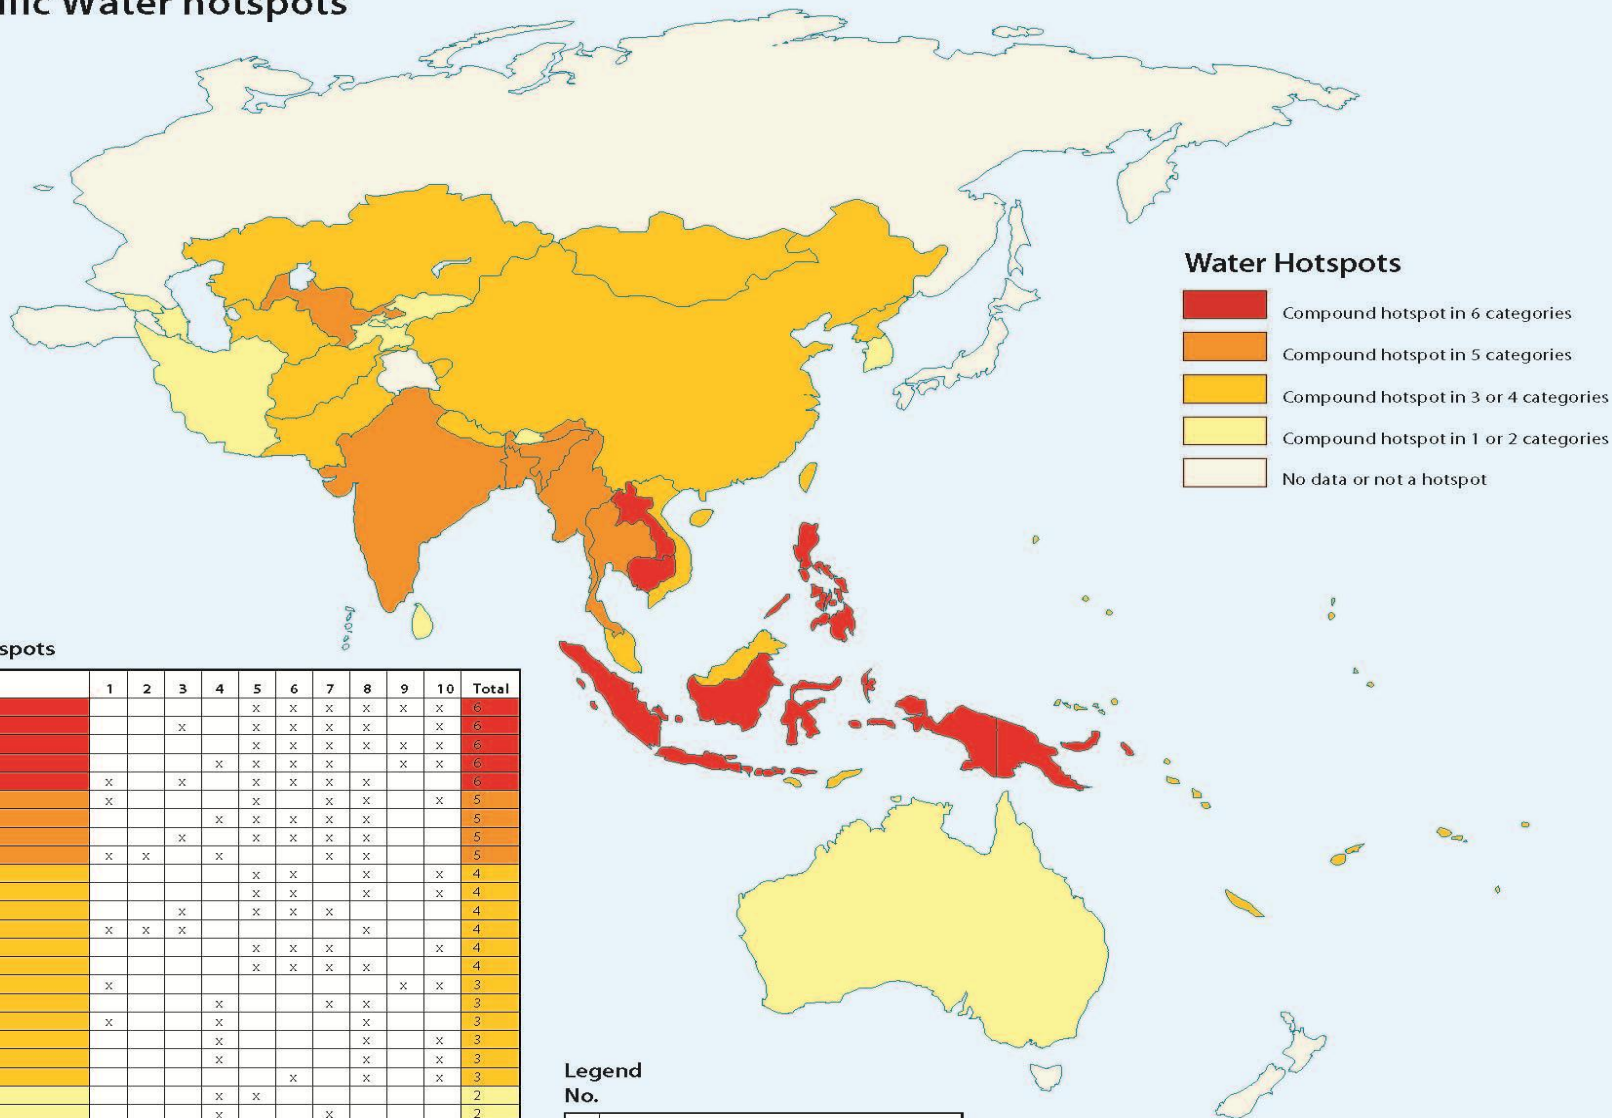 fic Water hotspots
Water Hotspots
Compound hotspot in 6 categories
Compound hotspot in 5 categories
Compound hotspot in 3 or 4 categories
Compound hotspot in 1 or 2 categories
No data or not a hotspot
spots
1 2 3 4 5 6 7 8 9 10 Total
x x x x x x 6
x x x x x x 6
x x x x x x 6
x x x x x x 6
x x x x x x 6
x x x x x 5
x x x x x 5
x x x x x 5
x x x x x 5
x x x x 4
x x x x 4
x x x x 4
x x x x 4
x x x x 4
x x x x 4
x x x 3
x x x 3
x x x 3
x x x 3
x x x 3
x x x 3
x x 2
x x 2
Legend
No.